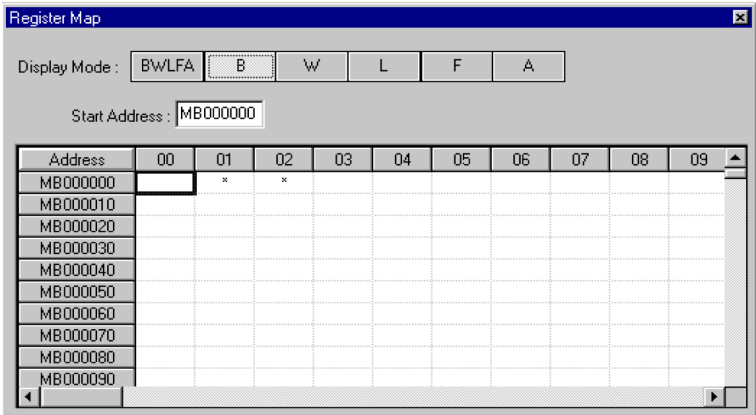 Register Map
Display Mode : BWLFA B W L F A
Start Address : MB000000
Address 00 01 02 03 04 05 06 07 08 09
MB000000 * *
MB000010
MB000020
MB000030
MB000040
MB000050
MB000060
MB000070
MB000080
MB000090